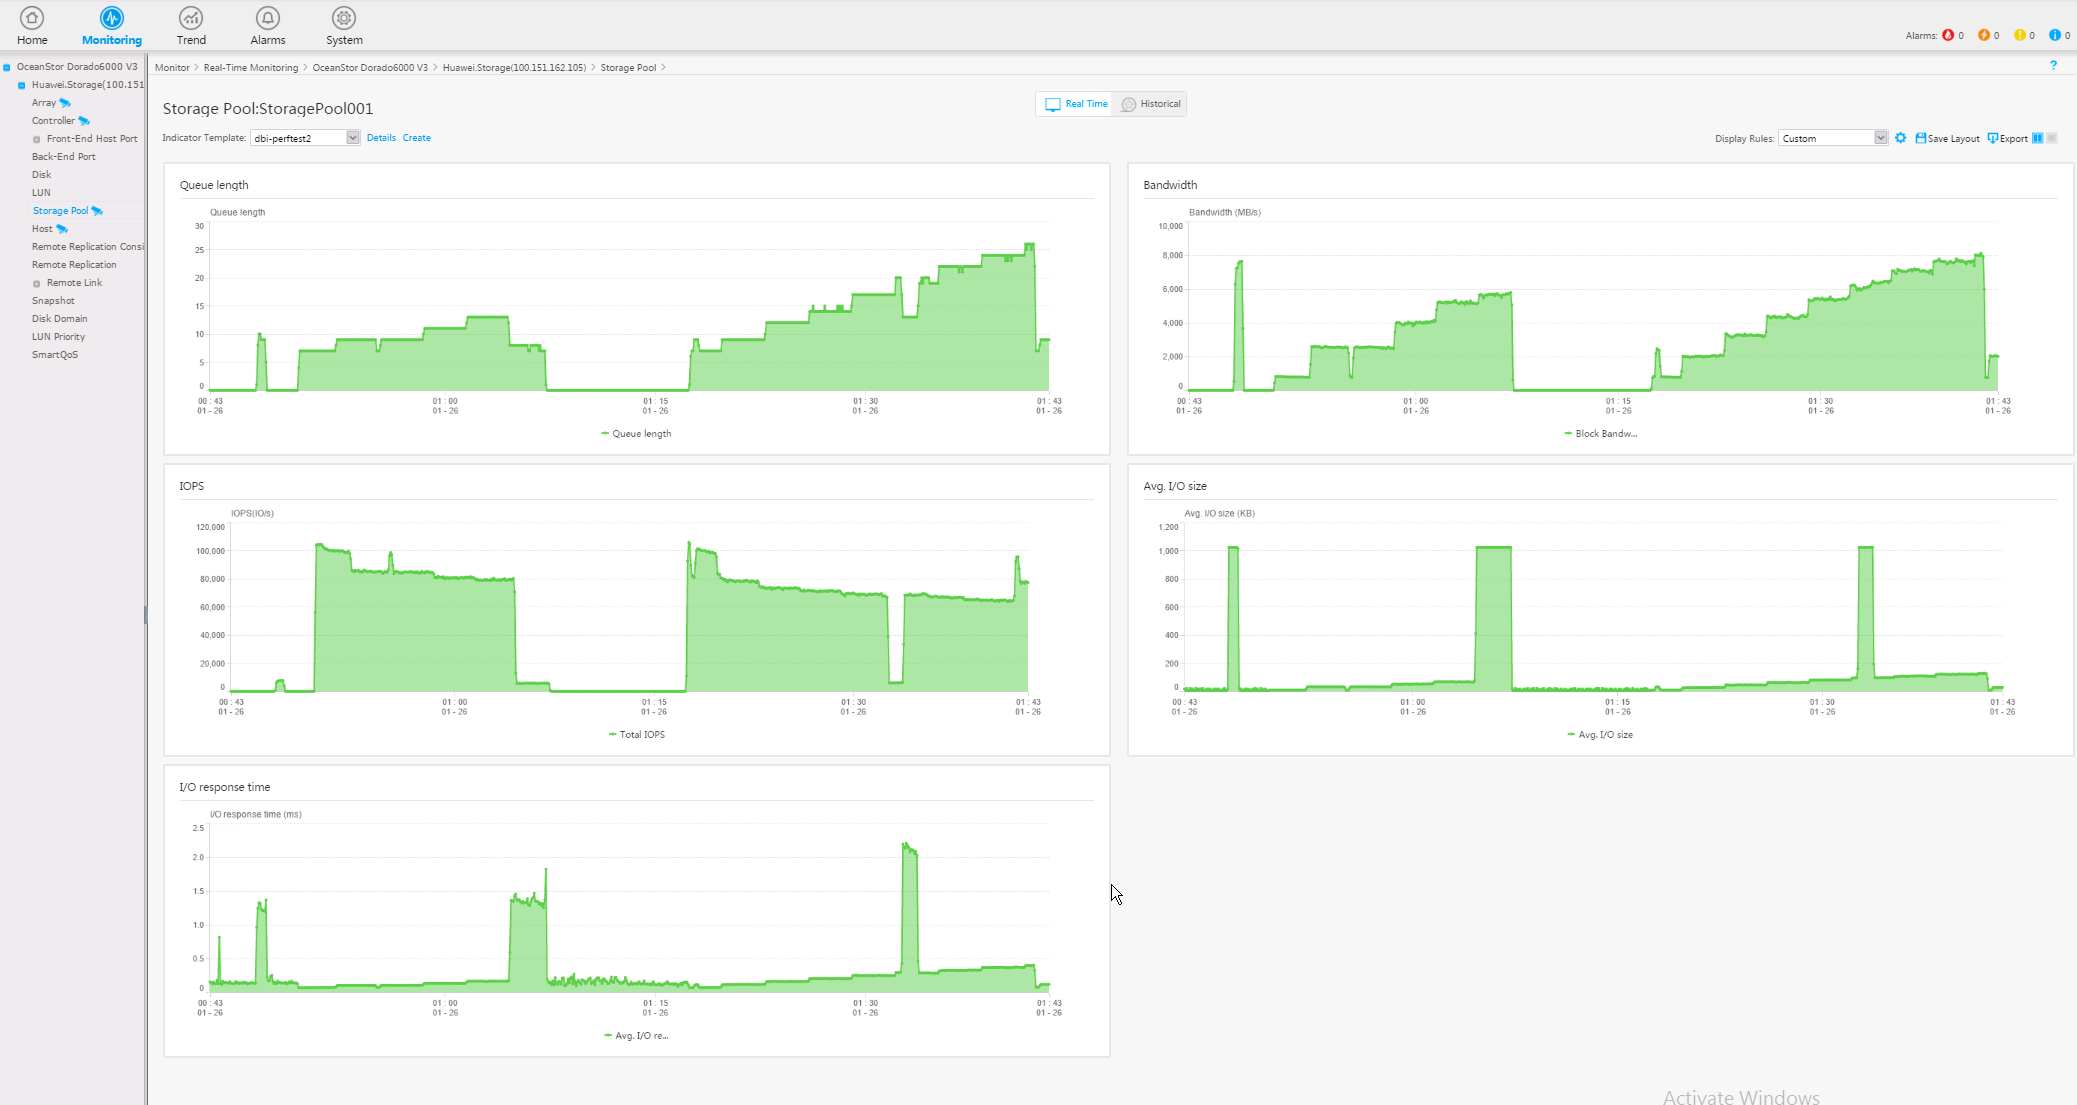 Home Monitoring Trend Alarms System
Alarms: 0 0 0 0
OceanStor Dorado6000 V3
Huawei.Storage(100.151
Array
Controller
Front-End Host Port
Back-End Port
Disk
LUN
Storage Pool
Host
Remote Replication Consi
Remote Replication
Remote Link
Snapshot
Disk Domain
LUN Priority
SmartQoS
Monitor > Real-Time Monitoring > OceanStor Dorado6000 V3 > Huawei.Storage(100.151.162.105) > Storage Pool >
?
Storage Pool:StoragePool001
Real Time Historical
Indicator Template: dbi-perftest2 Details Create
Display Rules: Custom Save Layout Export
Queue length
Queue length
30
25
20
15
10
5
0
00 : 43 01 : 00 01 : 15 01 : 30 01 : 43
01 - 26 01 - 26 01 - 26 01 - 26 01 - 26
Queue length
Bandwidth
Bandwidth (MB/s)
10,000
8,000
6,000
4,000
2,000
0
00 : 43 01 : 00 01 : 15 01 : 30 01 : 43
01 - 26 01 - 26 01 - 26 01 - 26 01 - 26
Block Bandw...
IOPS
IOPS(IO/s)
120,000
100,000
80,000
60,000
40,000
20,000
0
00 : 43 01 : 00 01 : 15 01 : 30 01 : 43
01 - 26 01 - 26 01 - 26 01 - 26 01 - 26
Total IOPS
Avg. I/O size
Avg. I/O size (KB)
1,200
1,000
800
600
400
200
0
00 : 43 01 : 00 01 : 15 01 : 30 01 : 43
01 - 26 01 - 26 01 - 26 01 - 26 01 - 26
Avg. I/O size
I/O response time
I/O response time (ms)
2.5
2.0
1.5
1.0
0.5
0
00 : 43 01 : 00 01 : 15 01 : 30 01 : 43
01 - 26 01 - 26 01 - 26 01 - 26 01 - 26
Avg. I/O re...
Activate Windows